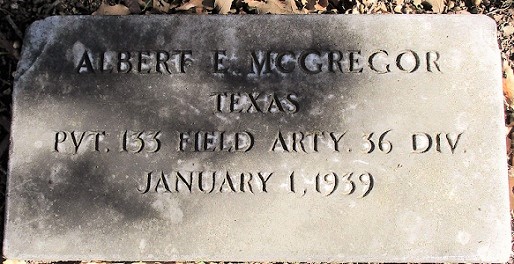 ALBERT E. MCGREGOR
TEXAS
PVT. 133 FIELD ARTY. 36 DIV.
JANUARY 1, 1939